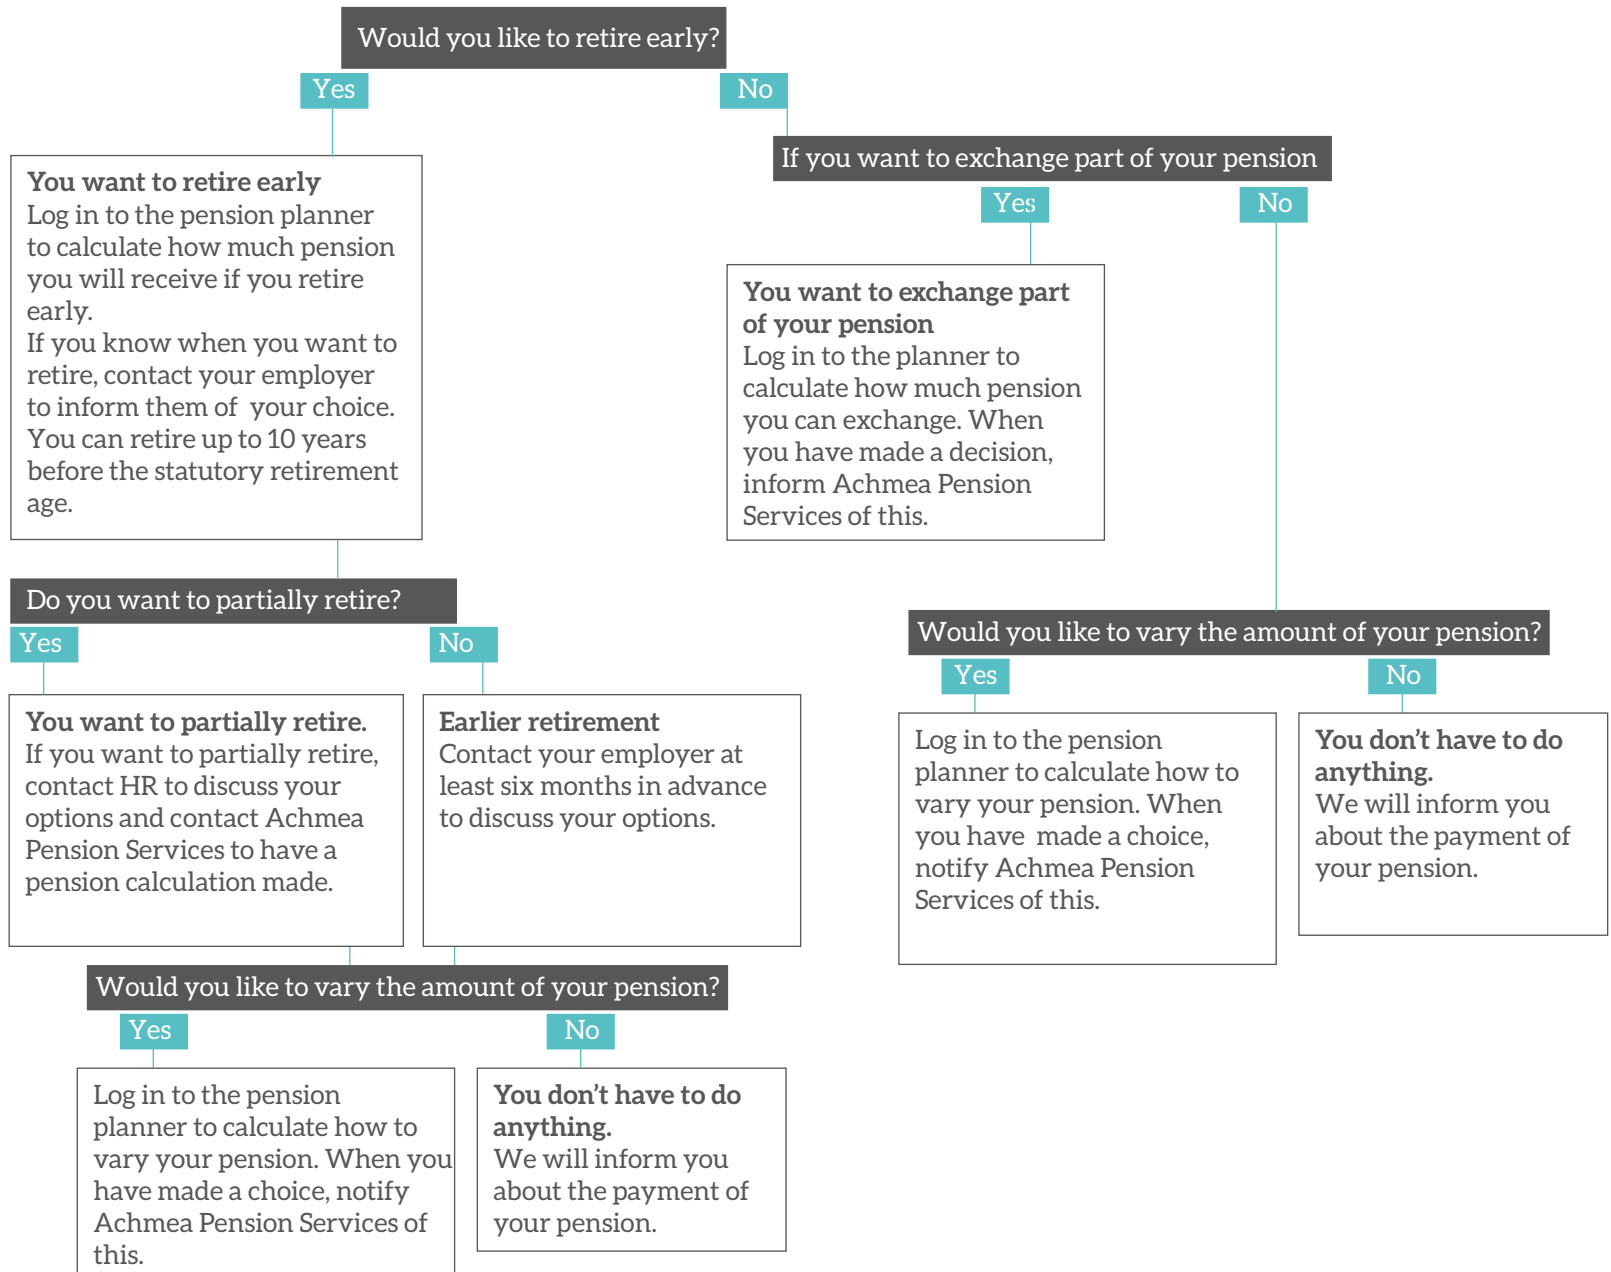 Would you like to retire early?
Yes
No
If you want to exchange part of your pension
Yes
No
You want to retire early
Log in to the pension planner
to calculate how much pension
you will receive if you retire
early.
If you know when you want to
retire, contact your employer
to inform them of your choice.
You can retire up to 10 years
before the statutory retirement
age.
You want to exchange part
of your pension
Log in to the planner to
calculate how much pension
you can exchange. When
you have made a decision,
inform Achmea Pension
Services of this.
Do you want to partially retire?
Yes
No
You want to partially retire.
If you want to partially retire,
contact HR to discuss your
options and contact Achmea
Pension Services to have a
pension calculation made.
Earlier retirement
Contact your employer at
least six months in advance
to discuss your options.
Would you like to vary the amount of your pension?
Yes
No
Log in to the pension
planner to calculate how to
vary your pension. When
you have made a choice,
notify Achmea Pension
Services of this.
You don't have to do
anything.
We will inform you
about the payment of
your pension.
Would you like to vary the amount of your pension?
Yes
No
Log in to the pension
planner to calculate how to
vary your pension. When you
have made a choice, notify
Achmea Pension Services of
this.
You don't have to do
anything.
We will inform you
about the payment of
your pension.